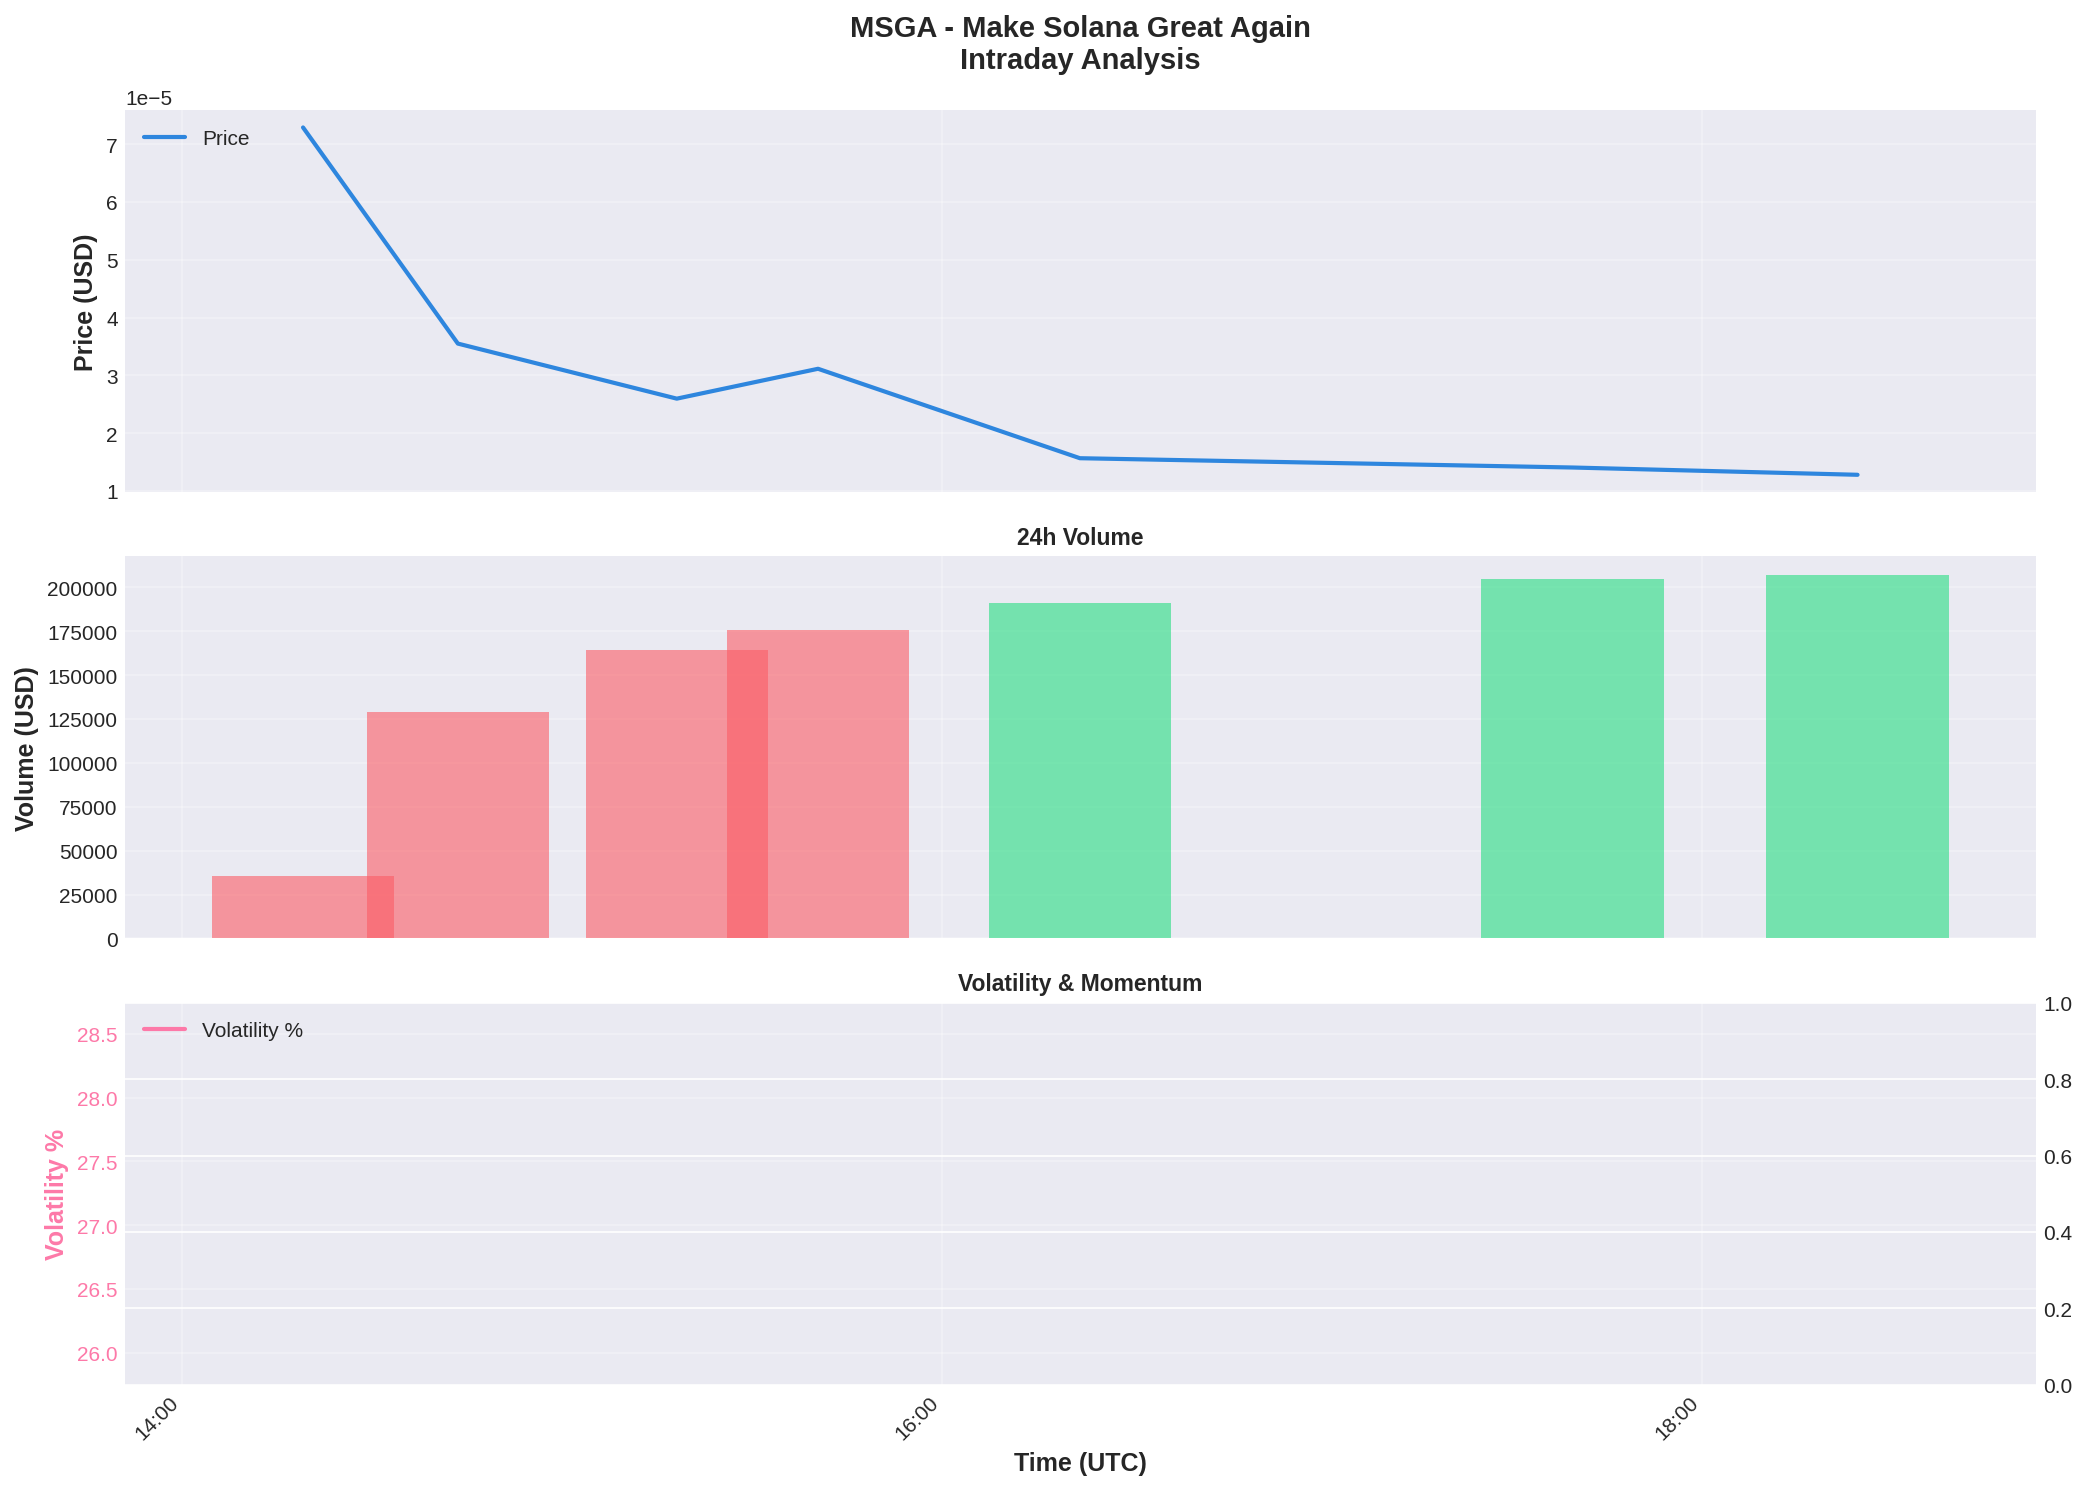 MSGA - Make Solana Great Again
Intraday Analysis
1e−5
Price
7
6
5
4
3
2
1
Price (USD)
24h Volume
200000
175000
150000
125000
100000
75000
50000
25000
0
Volume (USD)
Volatility & Momentum
Volatility %
28.5
28.0
27.5
27.0
26.5
26.0
Volatility %
1.0
0.8
0.6
0.4
0.2
0.0
14:00
16:00
18:00
Time (UTC)